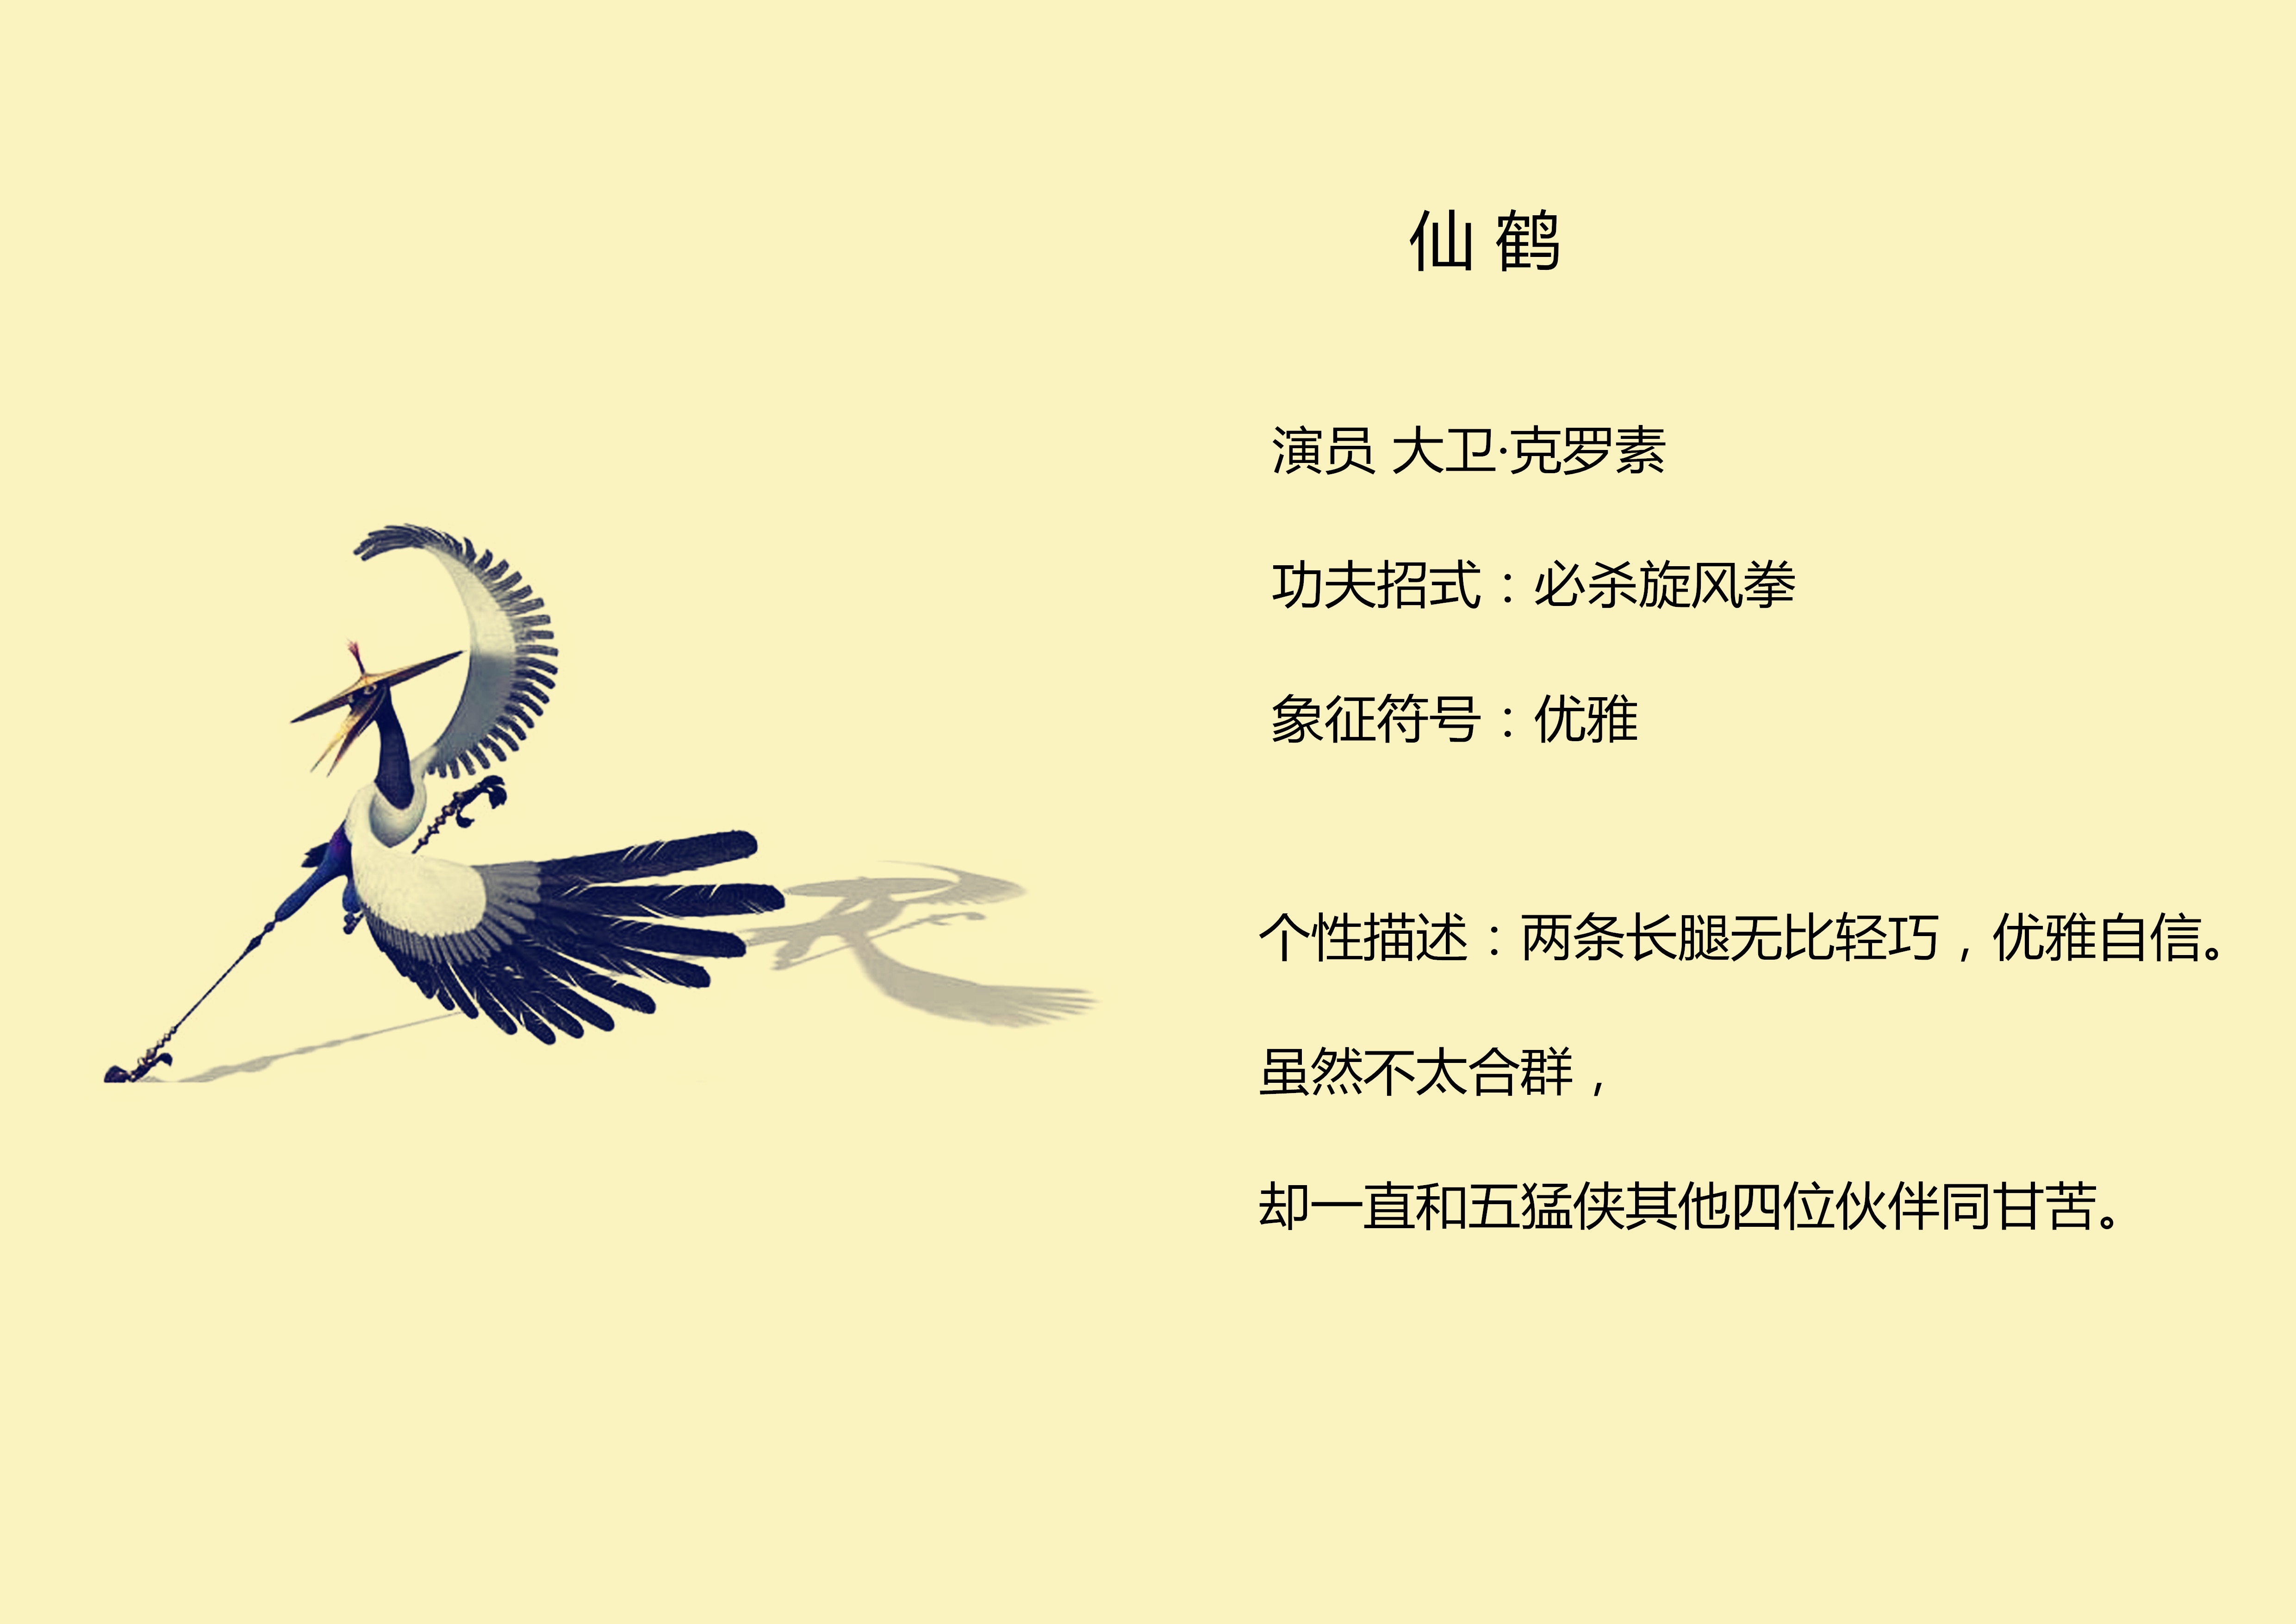 仙 鹤
演员 大卫·克罗素
功夫招式：必杀旋风拳
象征符号：优雅
个性描述：两条长腿无比轻巧，优雅自信。
虽然不太合群，
却一直和五猛侠其他四位伙伴同甘苦。